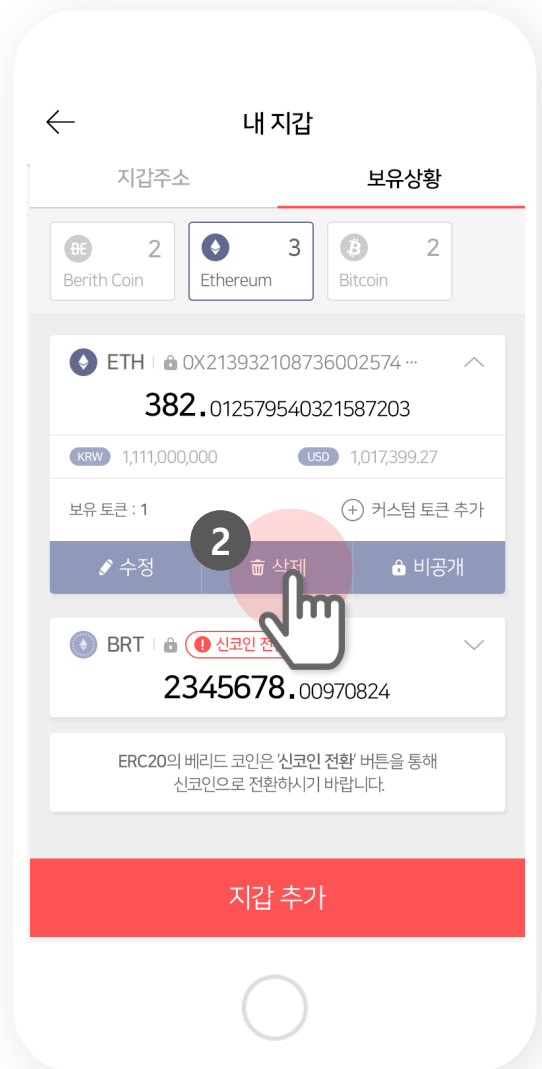 내 지갑
지갑주소 보유상황
2 3 2
Berith Coin Ethereum Bitcoin
ETH 0X213932108736002574 ···
382.012579540321587203
KRW 1,111,000,000 USD 1,017,399.27
보유 토큰 : 1 커스텀 토큰 추가
2
수정 삭제 비공개
BRT 신코인
2345678.00970824
ERC20의 베리드 코인은 '신코인 전환' 버튼을 통해
신코인으로 전환하시기 바랍니다.
지갑 추가